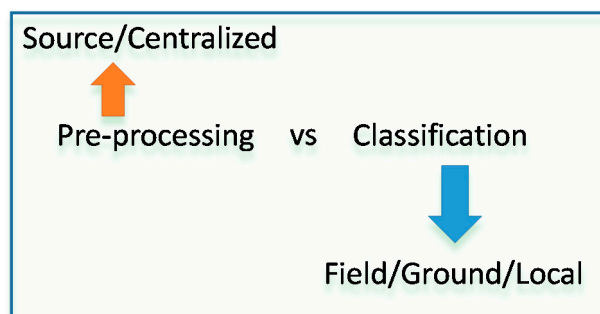 Source/Centralized
Pre-processing vs Classification
Field/Ground/Local